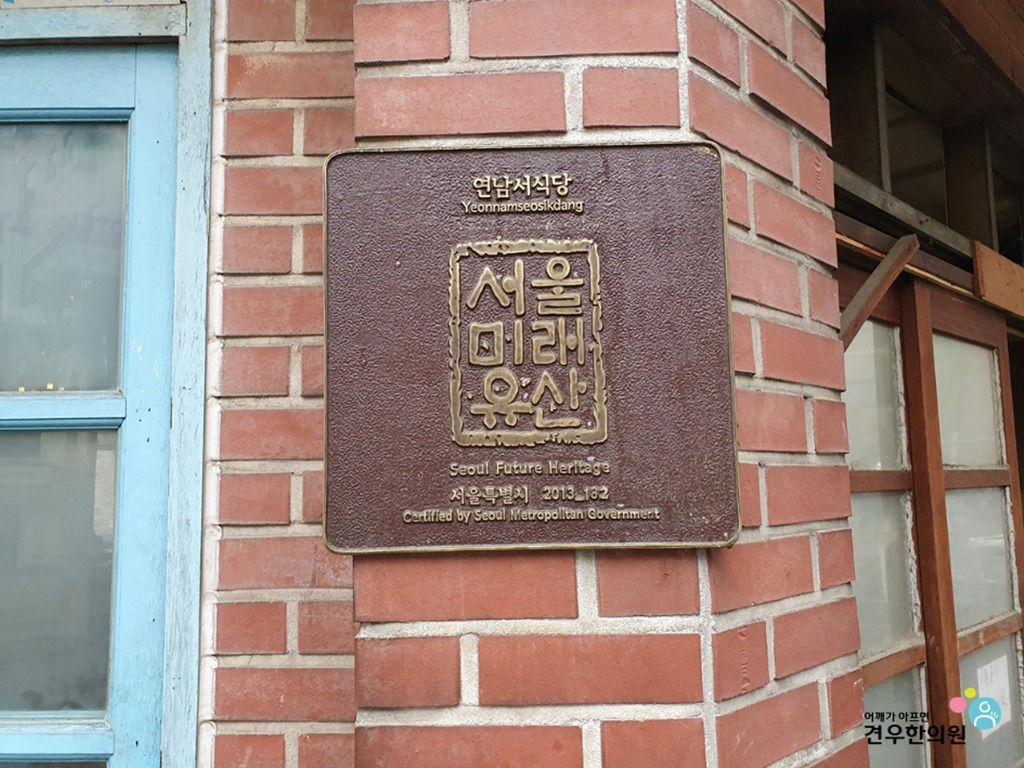 연남서식당
Yeonnamseosikdang
서울
미래
유산
Seoul Future Heritage
서울특별시 2013-182
Certified by Seoul Metropolitan Government
어깨가 아프면
견우한의원